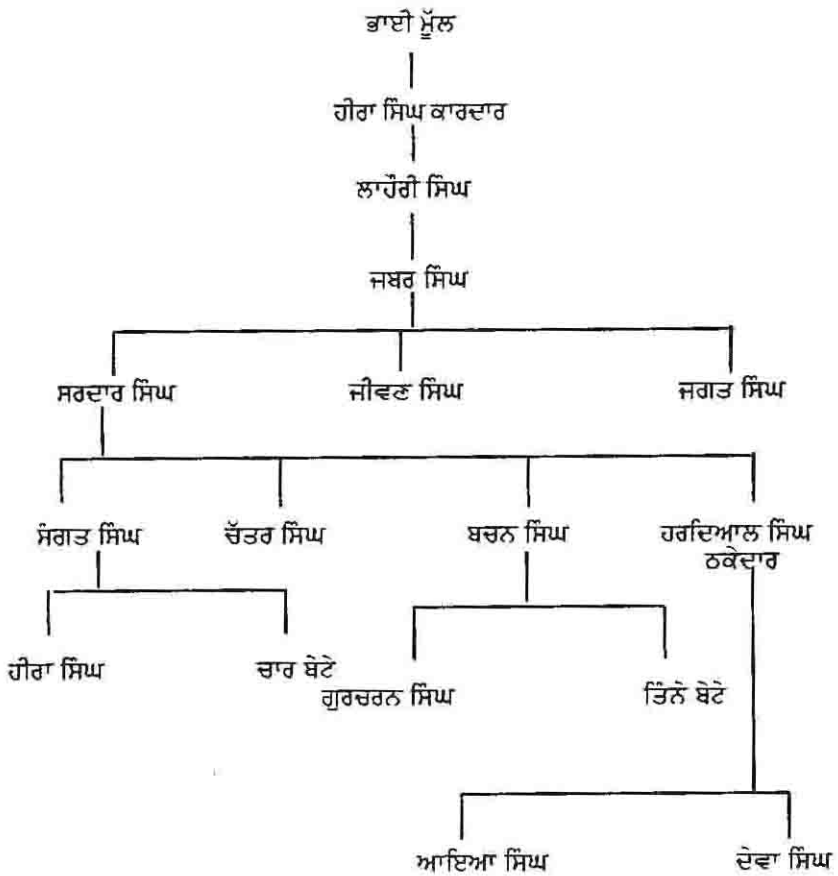 ਭਾਈ ਮੂੱਲ
ਹੀਰਾ ਸਿੰਘ ਕਾਰਦਾਰ
ਲਾਹੌਰੀ ਸਿੰਘ
ਜਬਰ ਸਿੰਘ
ਸਰਦਾਰ ਸਿੰਘ ਜੀਵਣ ਸਿੰਘ ਜਗਤ ਸਿੰਘ
ਸੰਗਤ ਸਿੰਘ ਚੱਤਰ ਸਿੰਘ ਬਚਨ ਸਿੰਘ ਹਰਦਿਆਲ ਸਿੰਘ
ਠਕੇਦਾਰ
ਹੀਰਾ ਸਿੰਘ ਚਾਰ ਬੇਟੇ ਗੁਰਚਰਨ ਸਿੰਘ ਤਿੰਨੇ ਬੇਟੇ
ਆਇਆ ਸਿੰਘ ਦੇਵਾ ਸਿੰਘ